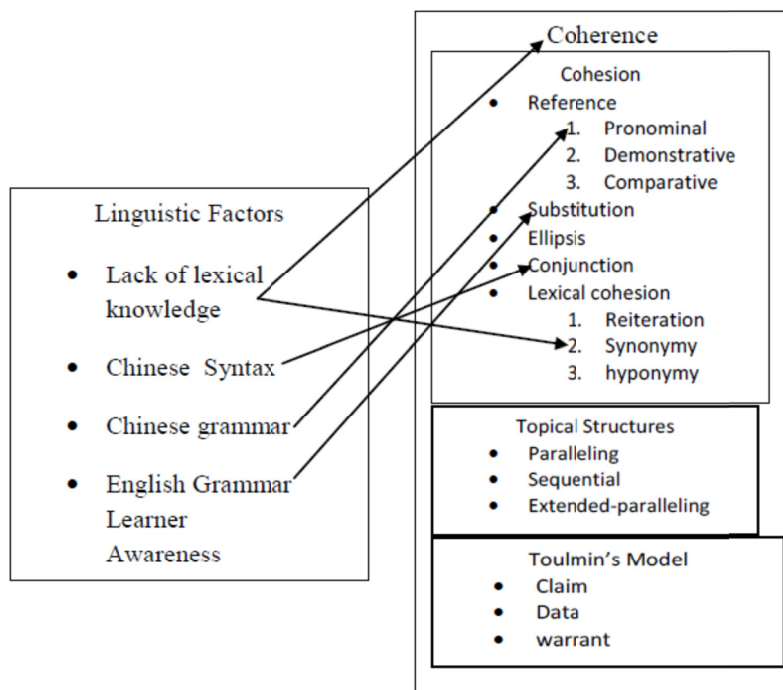 Linguistic Factors
• Lack of lexical
knowledge
• Chinese Syntax
• Chinese grammar
• English Grammar
Learner
Awareness
Coherence
Cohesion
• Reference
1. Pronominal
2. Demonstrative
3. Comparative
• Substitution
• Ellipsis
• Conjunction
• Lexical cohesion
1. Reiteration
2. Synonymy
3. hyponymy
Topical Structures
• Paralleling
• Sequential
• Extended-paralleling
Toulmin's Model
• Claim
• Data
• warrant